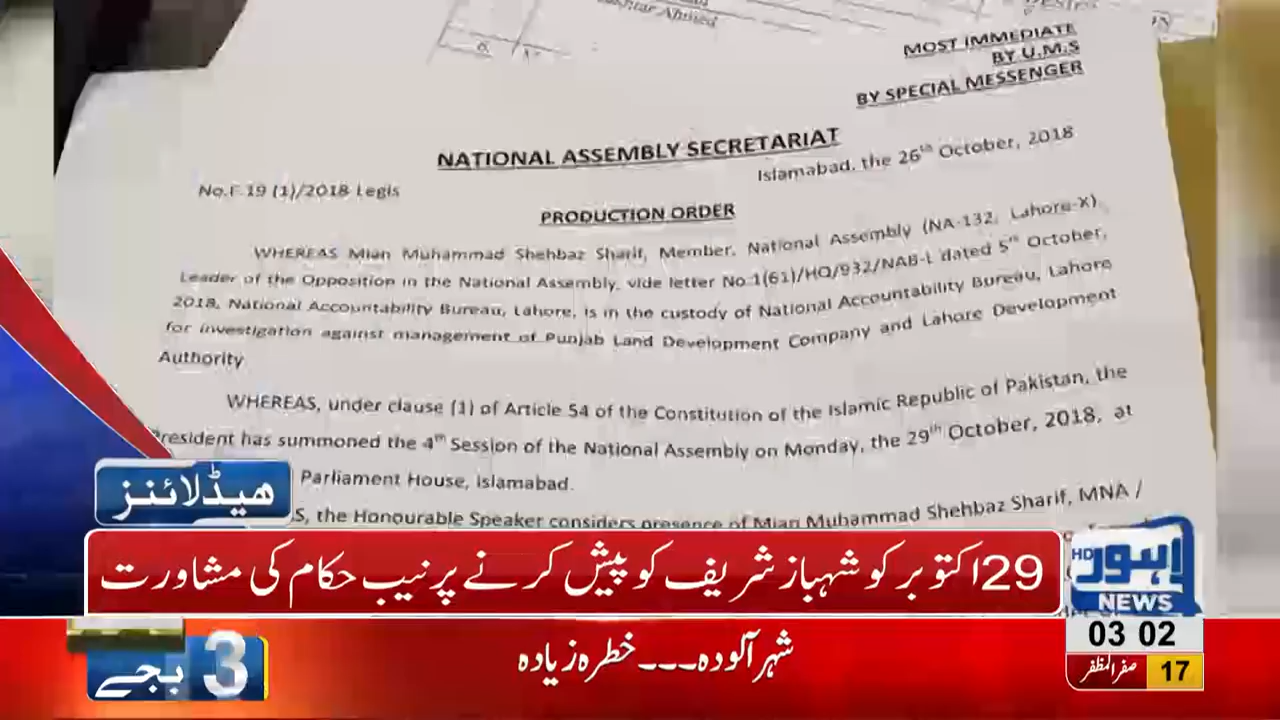 shtar Ahmed
MOST IMMEDIATE
BY U.M.S
BY SPECIAL MESSENGER
NATIONAL ASSEMBLY SECRETARIAT
Islamabad, the 26th October, 2018
No.F.19 (1)/2018 Legis
PRODUCTION ORDER
WHEREAS Mian Muhammad Shehbaz Sharif, Member, National Assembly (NA-132, Lahore-X)
Leader of the Opposition in the National Assembly, vide letter No.1(61)/HQ/932/NAB-L dated 5th October,
2018, National Accountability Bureau, Lahore, is in the custody of National Accountability Bureau, Lahore
for investigation against management of Punjab Land Development Company and Lahore Development
Authority
WHEREAS, under clause (1) of Article 54 of the Constitution of the Islamic Republic of Pakistan, the
President has summoned the 4th Session of the National Assembly on Monday, the 29th October, 2018, at
Parliament House, Islamabad.
S, the Honourable Speaker considers presence of Mian Muhammad Shehbaz Sharif, MNA /
ہیڈلائنز
29 اکتوبر کو شہباز شریف کو پیش کرنے پر نیب حکام کی مشاورت
لاہور HD
NEWS
03 02
شہر آلودہ ۔۔۔ خطرہ زیادہ
3 بجے
17 صفر المظفر